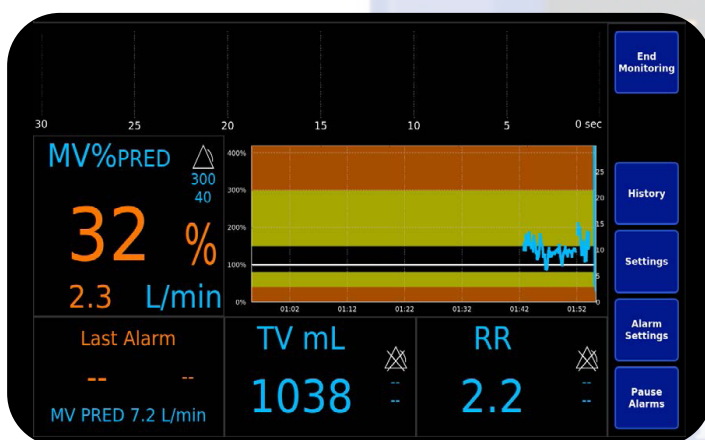 30 25 20 15 10 5 0 sec
MV%PRED
300
40
32 %
2.3 L/min
400%
300%
200%
100%
0%
25
20
15
10
5
0
01:02 01:12 01:22 01:32 01:42 01:52
Last Alarm
-- --
MV PRED 7.2 L/min
TV mL
--
--
1038
RR
--
--
2.2
End
Monitoring
History
Settings
Alarm
Settings
Pause
Alarms